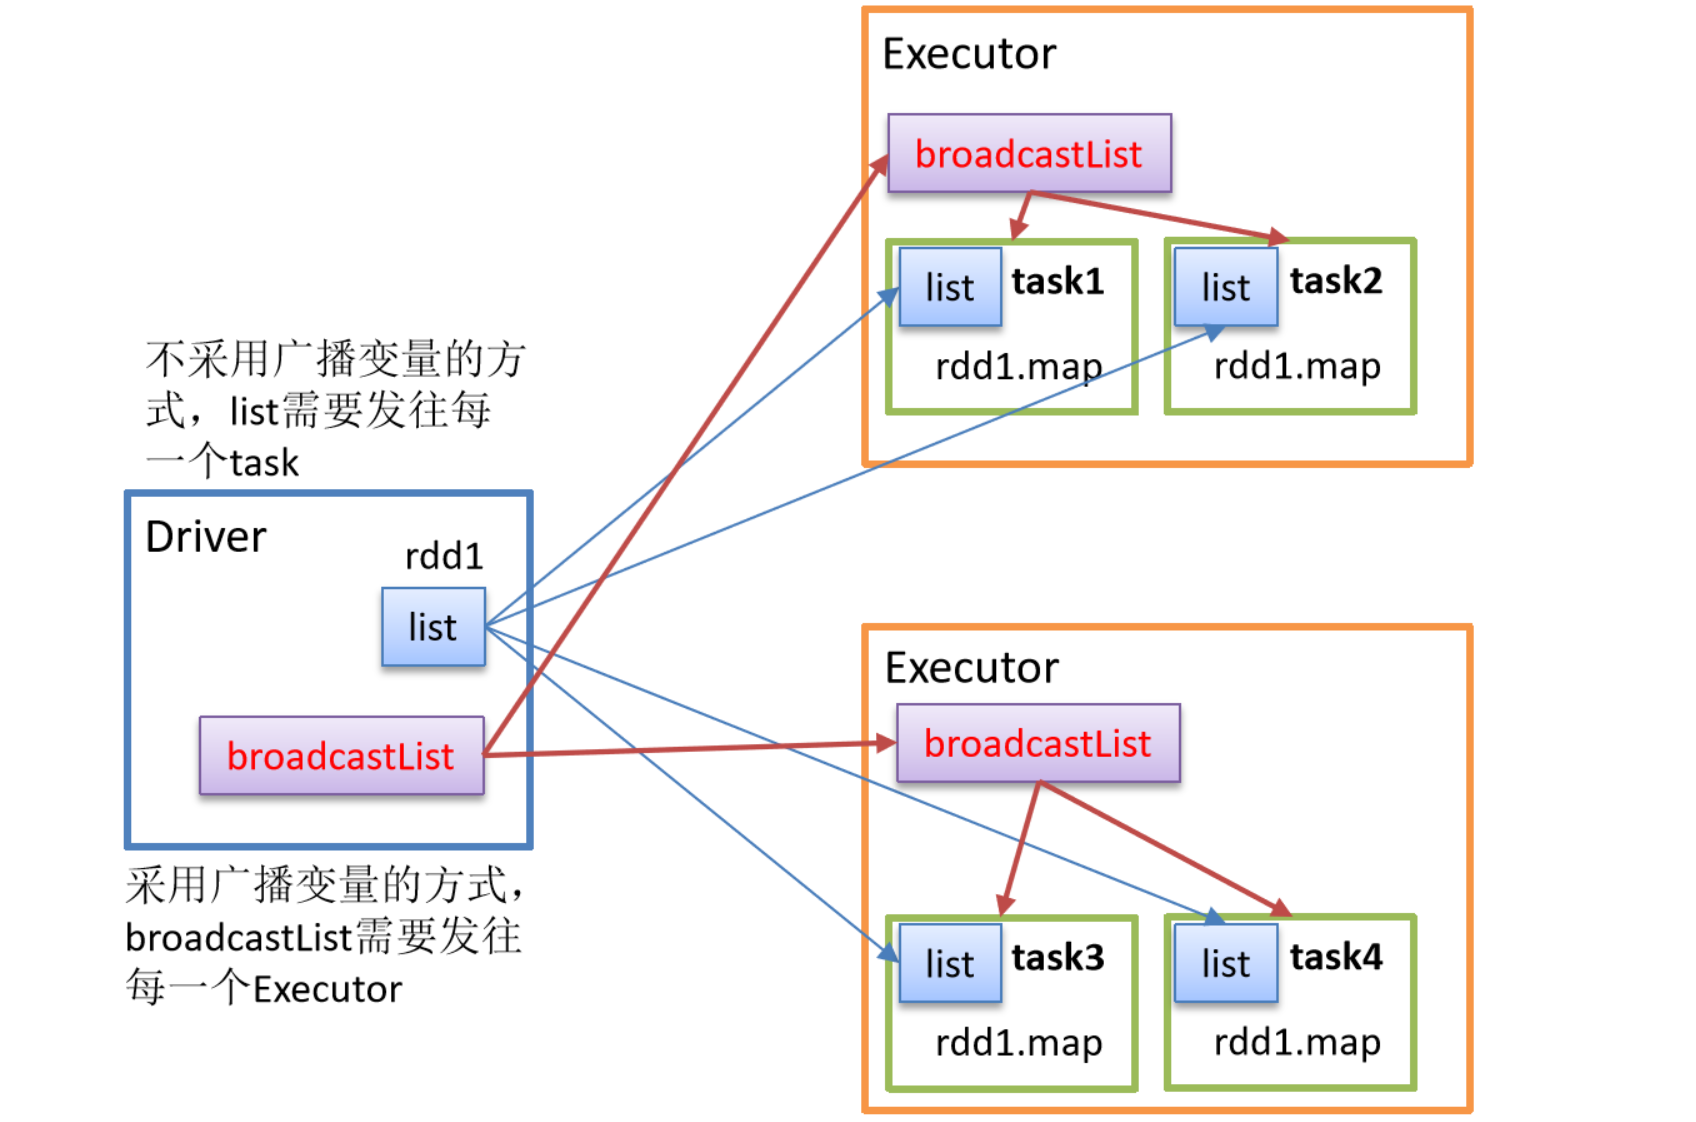 不采用广播变量的方
式，list需要发往每
一个task
Driver
rdd1
list
broadcastList
采用广播变量的方式，
broadcastList需要发往
每一个Executor
Executor
broadcastList
list task1
rdd1.map
list task2
rdd1.map
Executor
broadcastList
list task3
rdd1.map
list task4
rdd1.map